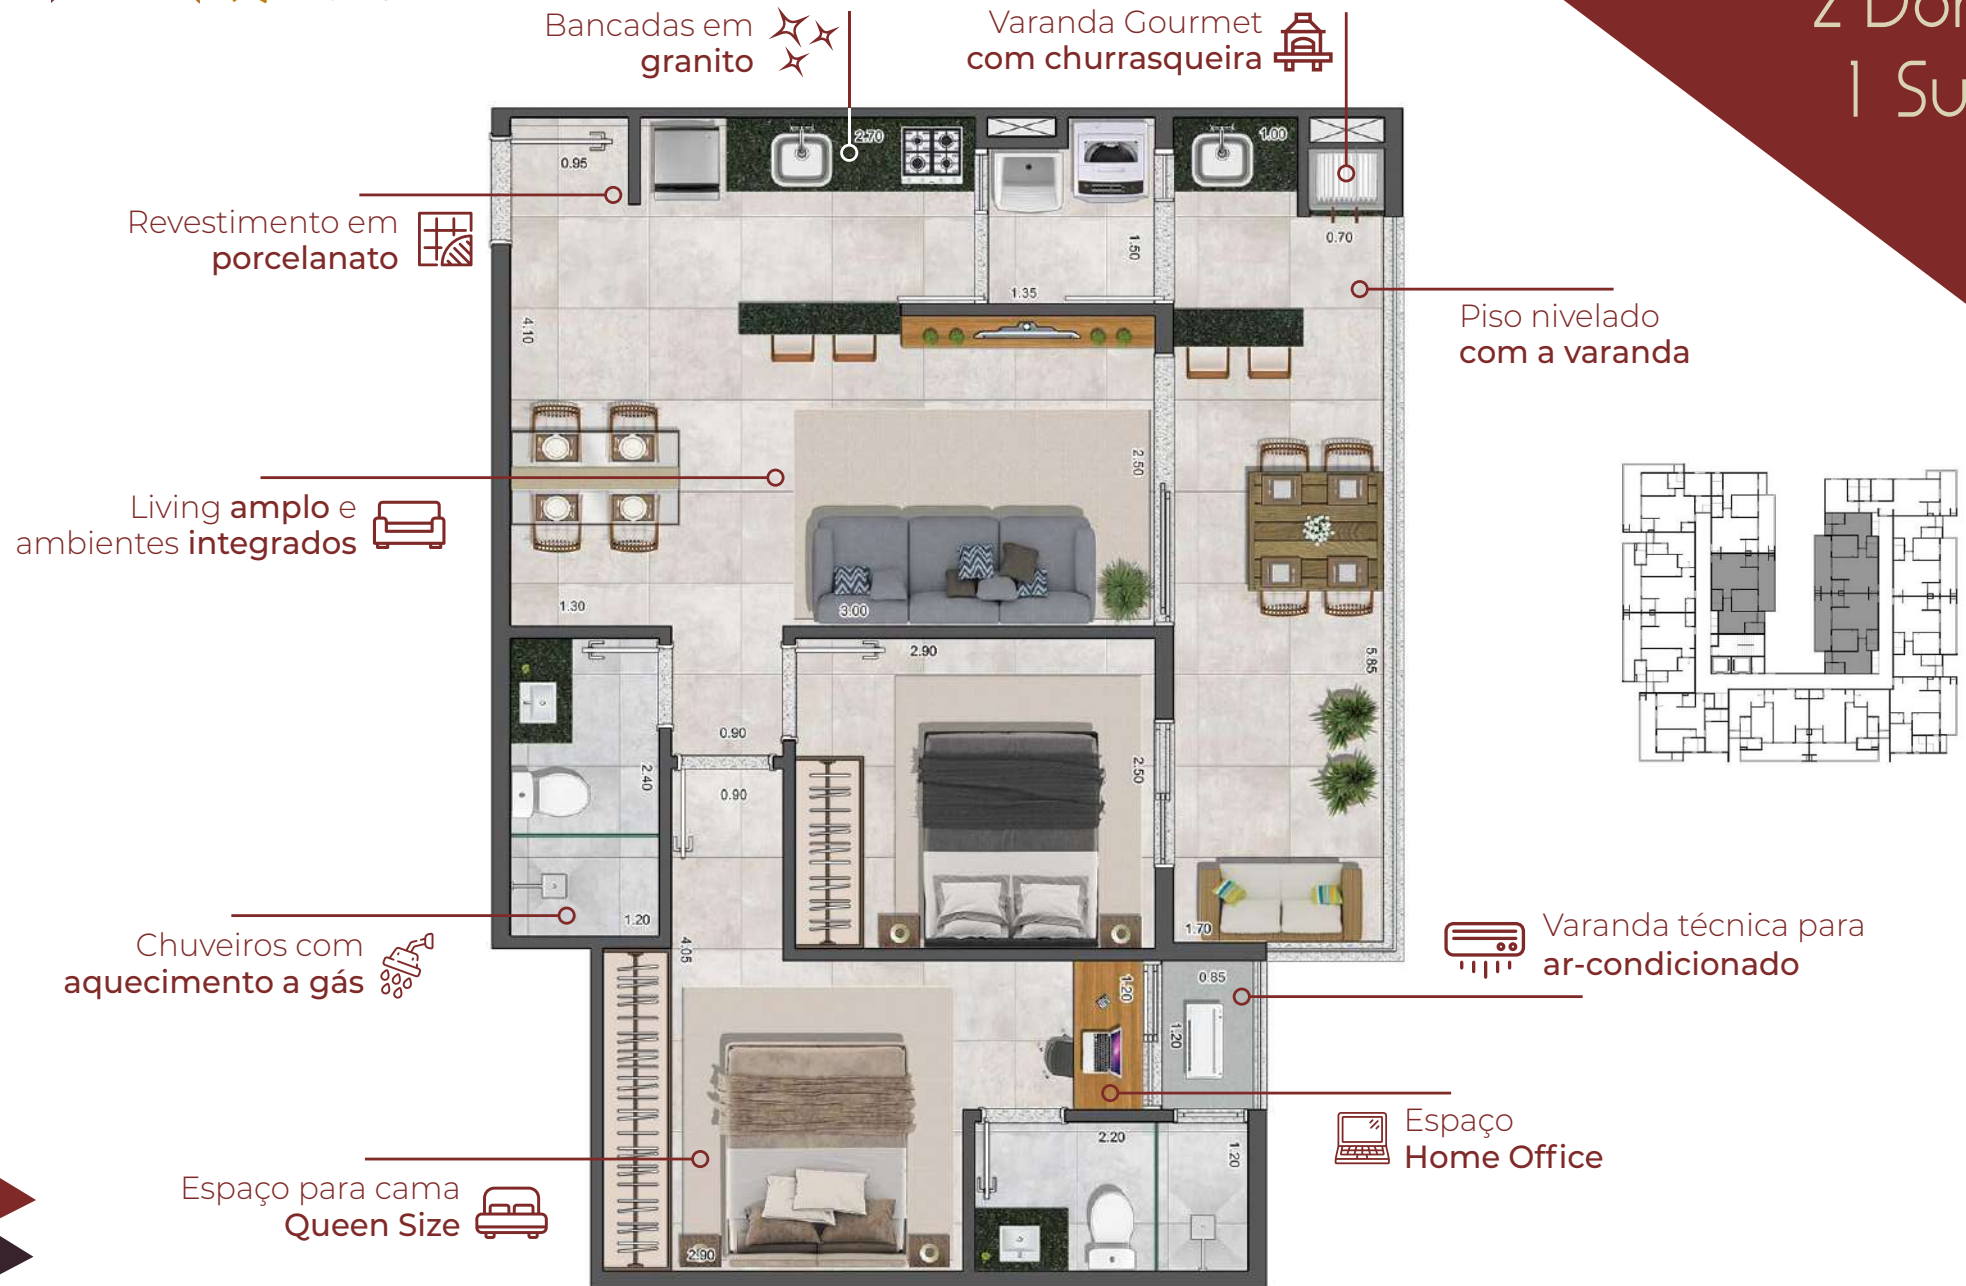 Bancadas em
granito
Varanda Gourmet
com churrasqueira
2
1
Revestimento em
porcelanato
Piso nivelado
com a varanda
Living amplo e
ambientes integrados
Chuveiros com
aquecimento a gás
Varanda técnica para
ar-condicionado
Espaço
Home Office
Espaço para cama
Queen Size
0.95
2.70
1.00
0.70
1.50
1.35
4.10
2.50
1.30
3.00
2.90
5.85
0.90
2.40
0.90
2.50
1.20
1.70
4.05
1.20
0.85
1.20
2.20
1.20
2.90